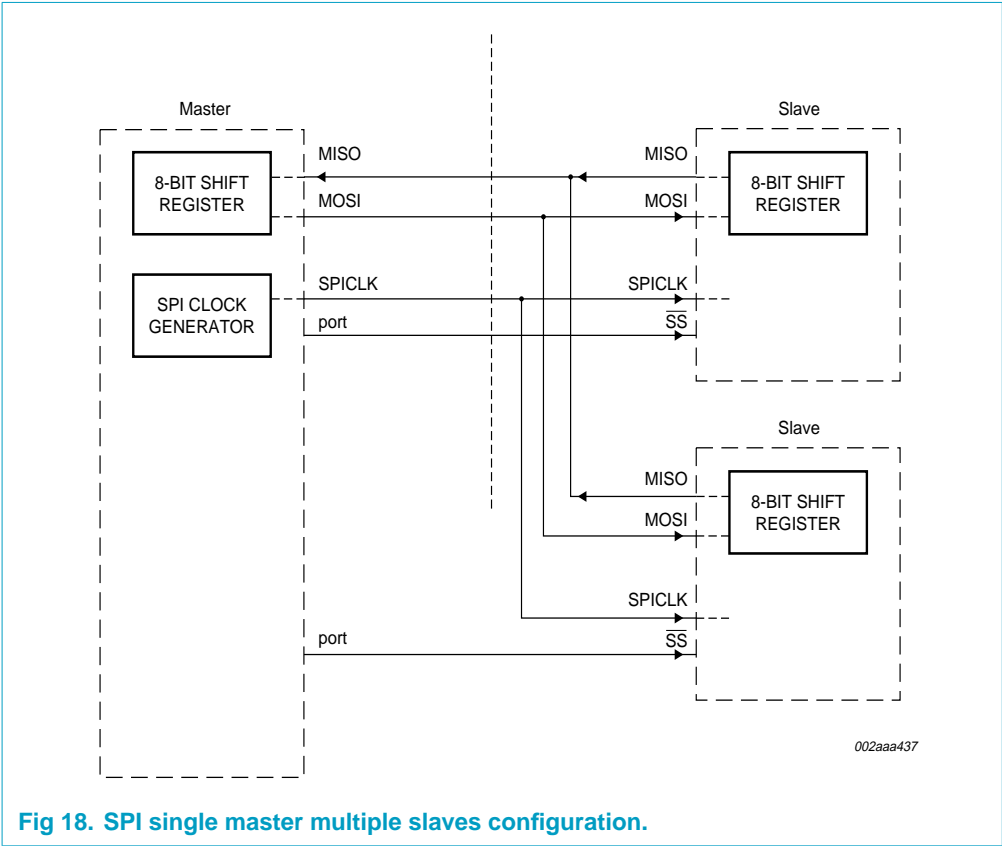 Master
Slave
8-BIT SHIFT
REGISTER
MISO
MISO
8-BIT SHIFT
REGISTER
MOSI
MOSI
SPI CLOCK
GENERATOR
SPICLK
SPICLK
port
S̅S̅
Slave
MISO
8-BIT SHIFT
REGISTER
MOSI
SPICLK
port
S̅S̅
002aaa437
Fig 18. SPI single master multiple slaves configuration.